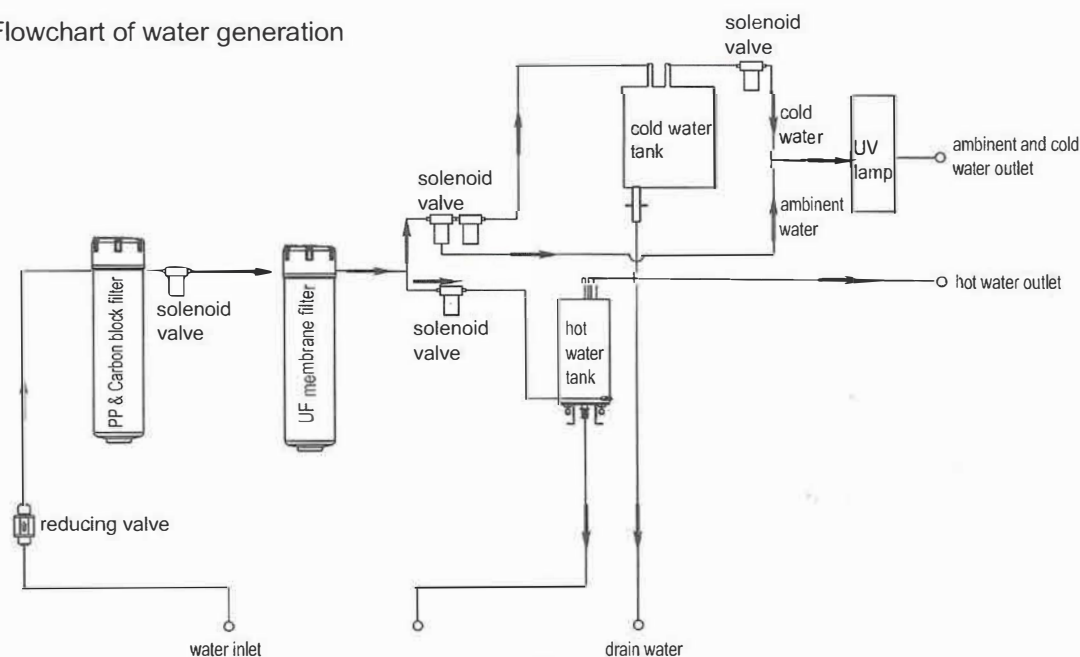 Flowchart of water generation
solenoid
valve
cold water
tank
cold
water
UV
lamp
ambinent and cold
water outlet
solenoid
valve
ambinent
water
PP & Carbon block filter
solenoid
valve
UF membrane filter
solenoid
valve
hot
water
tank
hot water outlet
reducing valve
water inlet
drain water